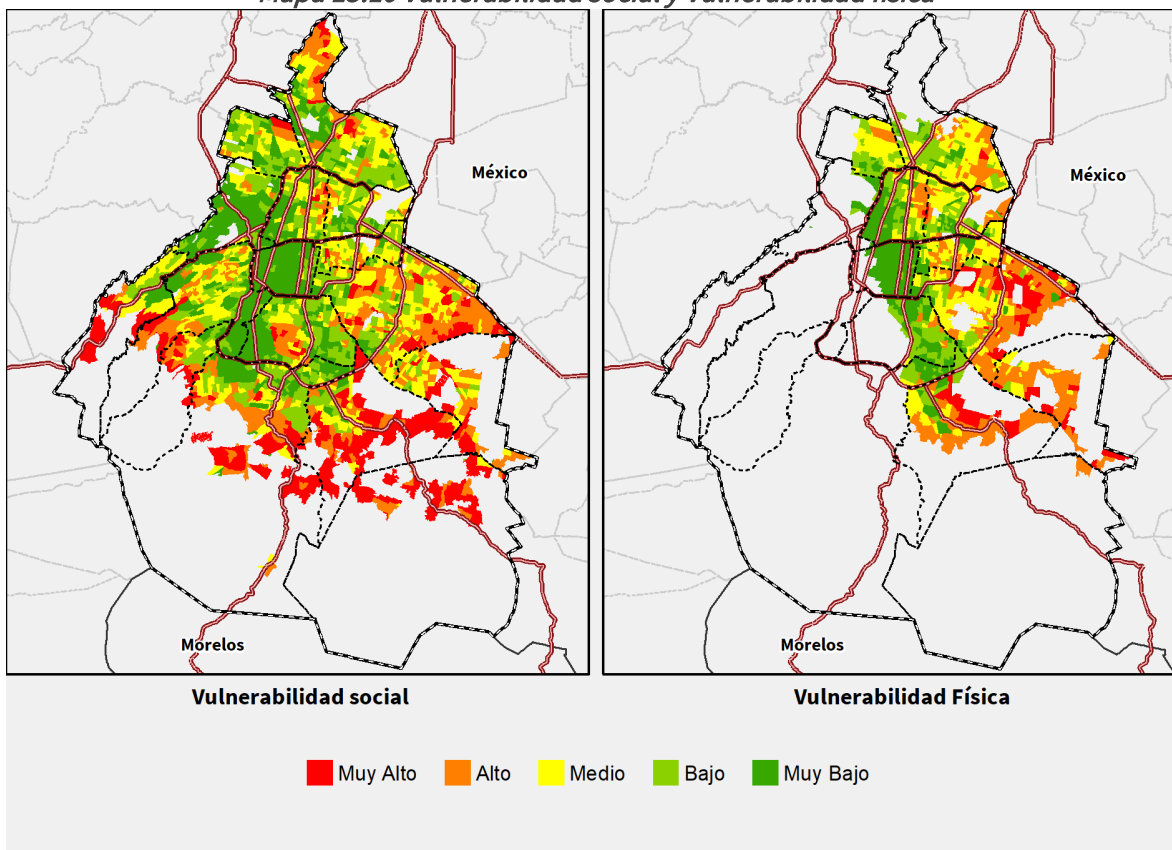 México
México
Morelos
Morelos
Vulnerabilidad social
Vulnerabilidad Física
Muy Alto Alto Medio Bajo Muy Bajo